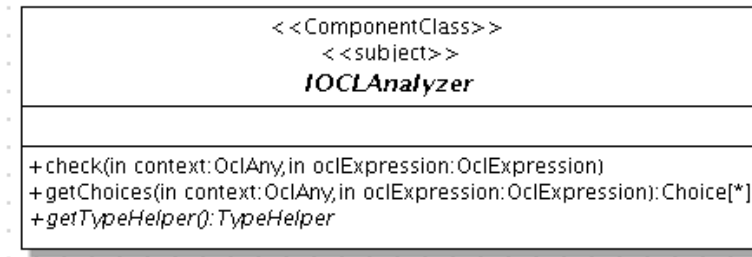 <<ComponentClass>>
<<subject>>
IOCLAnalyzer
+check(in context:OclAny,in oclExpression:OclExpression)
+getChoices(in context:OclAny,in oclExpression:OclExpression):Choice[*]
+getTypeHelper():TypeHelper